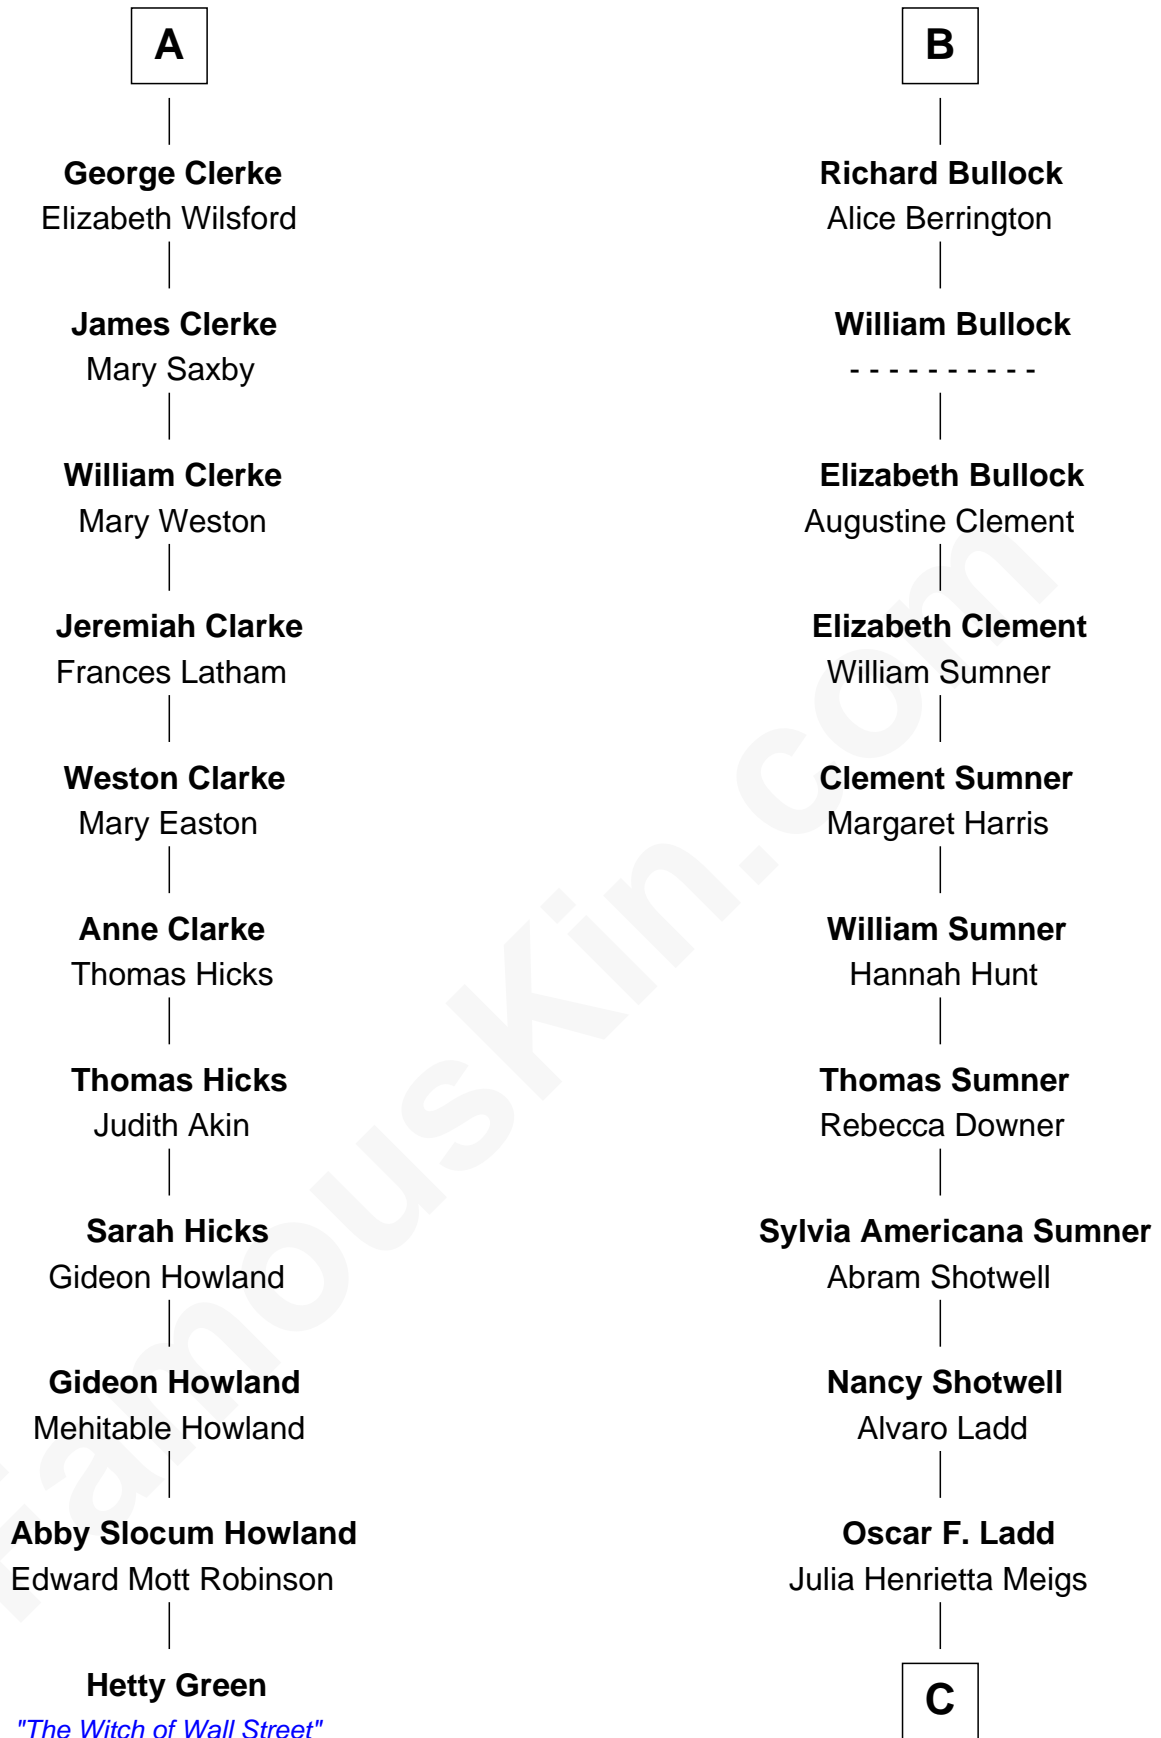 A
George Clerke
Elizabeth Wilsford
James Clerke
Mary Saxby
William Clerke
Mary Weston
Jeremiah Clarke
Frances Latham
Weston Clarke
Mary Easton
Anne Clarke
Thomas Hicks
Thomas Hicks
Judith Akin
Sarah Hicks
Gideon Howland
Gideon Howland
Mehitable Howland
Abby Slocum Howland
Edward Mott Robinson
Hetty Green
"The Witch of Wall Street"
B
Richard Bullock
Alice Berrington
William Bullock
- - - - - - - - - -
Elizabeth Bullock
Augustine Clement
Elizabeth Clement
William Sumner
Clement Sumner
Margaret Harris
William Sumner
Hannah Hunt
Thomas Sumner
Rebecca Downer
Sylvia Americana Sumner
Abram Shotwell
Nancy Shotwell
Alvaro Ladd
Oscar F. Ladd
Julia Henrietta Meigs
C
FamousKin.com